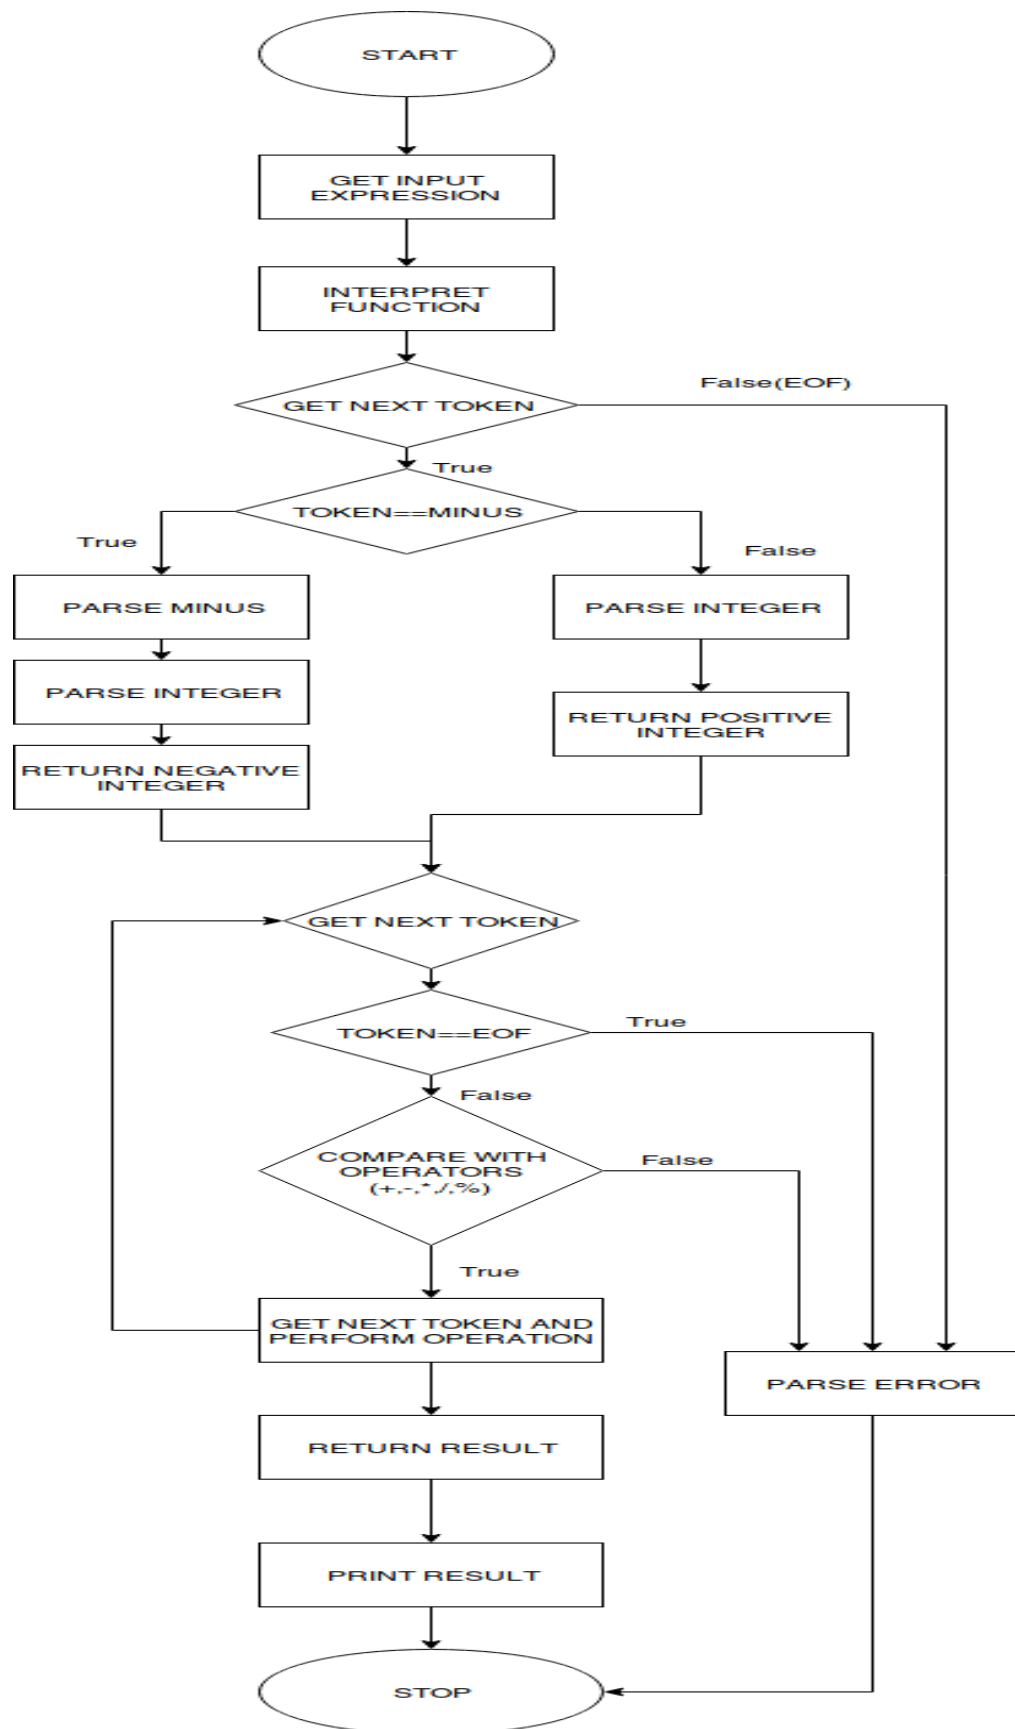 START
GET INPUT
EXPRESSION
INTERPRET
FUNCTION
False(EOF)
GET NEXT TOKEN
True
TOKEN==MINUS
True
False
PARSE MINUS
PARSE INTEGER
PARSE INTEGER
RETURN POSITIVE
INTEGER
RETURN NEGATIVE
INTEGER
GET NEXT TOKEN
TOKEN==EOF
True
False
COMPARE WITH
OPERATORS
(+,-,*,/,%)
False
True
GET NEXT TOKEN AND
PERFORM OPERATION
PARSE ERROR
RETURN RESULT
PRINT RESULT
STOP